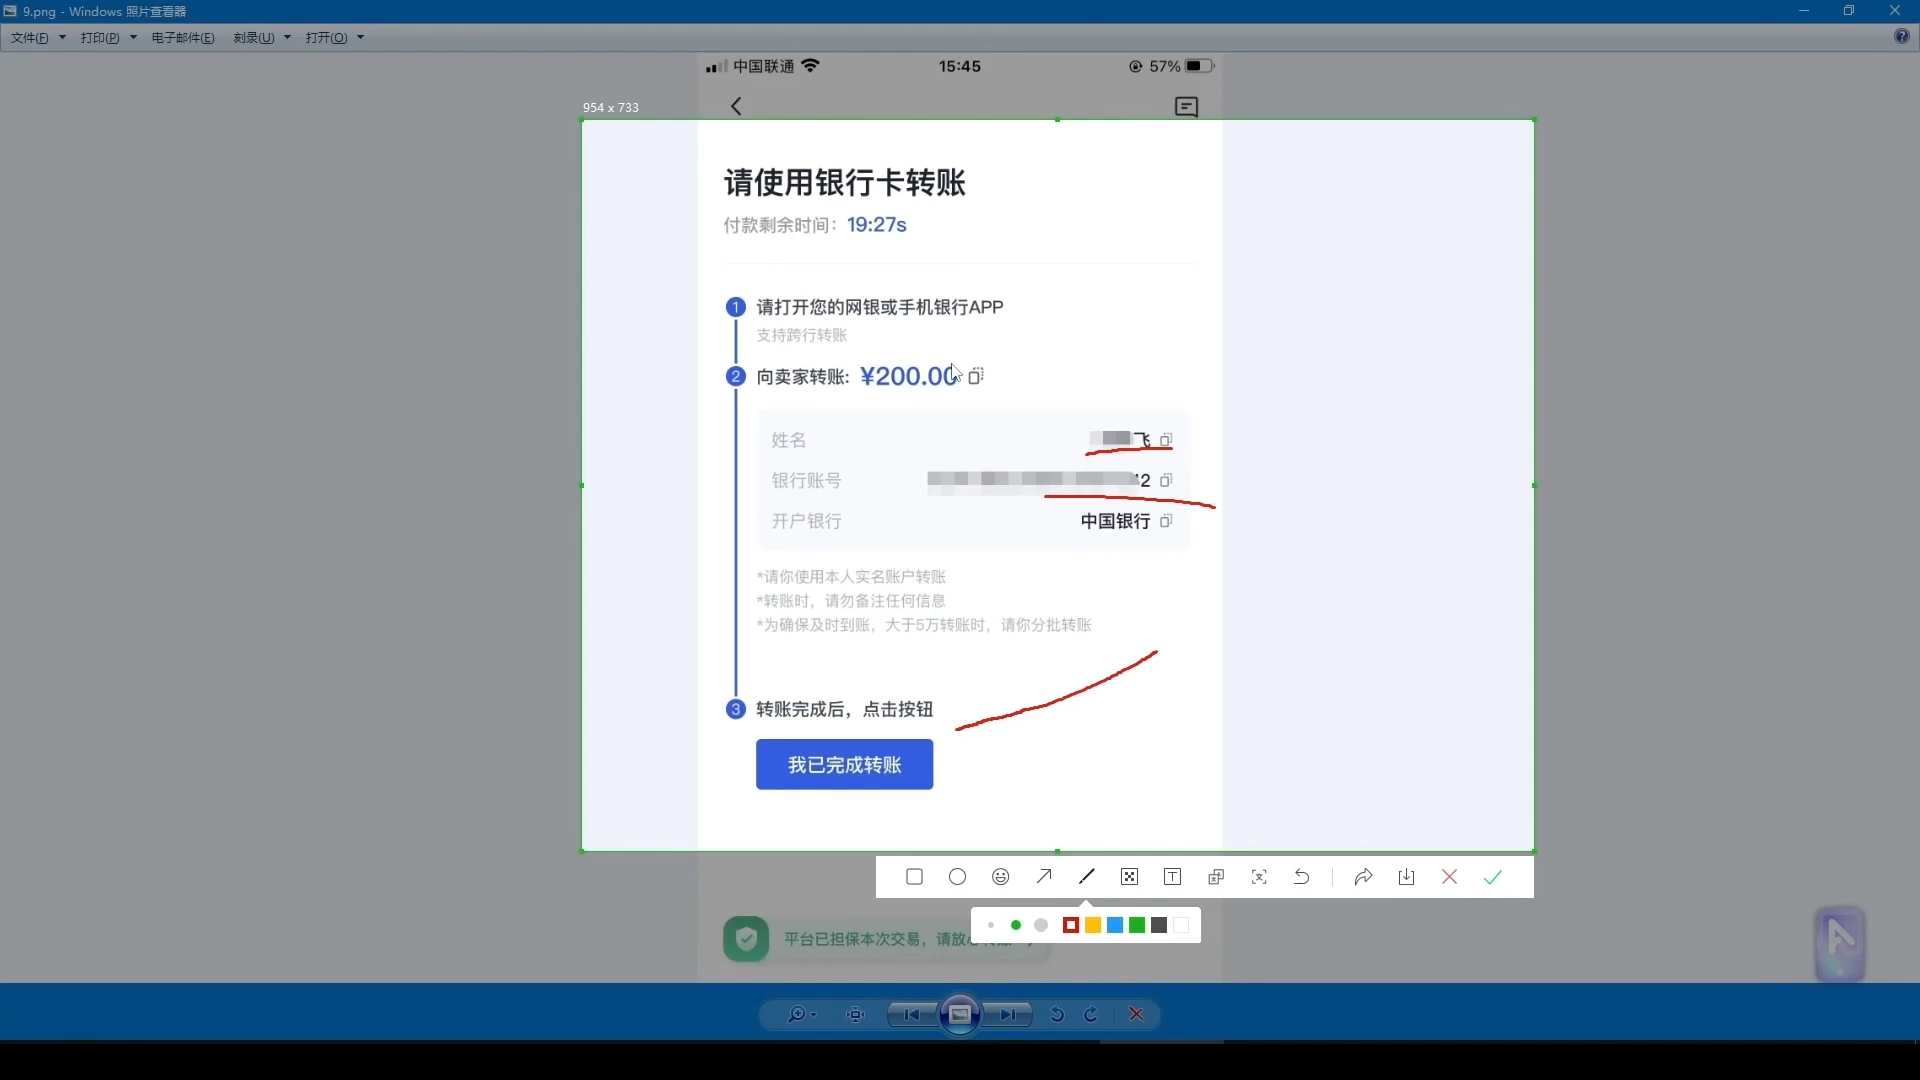 9.png - Windows 照片查看器
文件(F) 打印(P) 电子邮件(E) 刻录(U) 打开(O)
中国联通 15:45 57%
954 x 733
请使用银行卡转账
付款剩余时间: 19:27s
1 请打开您的网银或手机银行APP
支持跨行转账
2 向卖家转账: ¥200.00
姓名 飞
银行账号 2
开户银行 中国银行
*请你使用本人实名账户转账
*转账时，请勿备注任何信息
*为确保及时到账，大于5万转账时，请你分批转账
3 转账完成后，点击按钮
我已完成转账
平台已担保本次交易，请放心